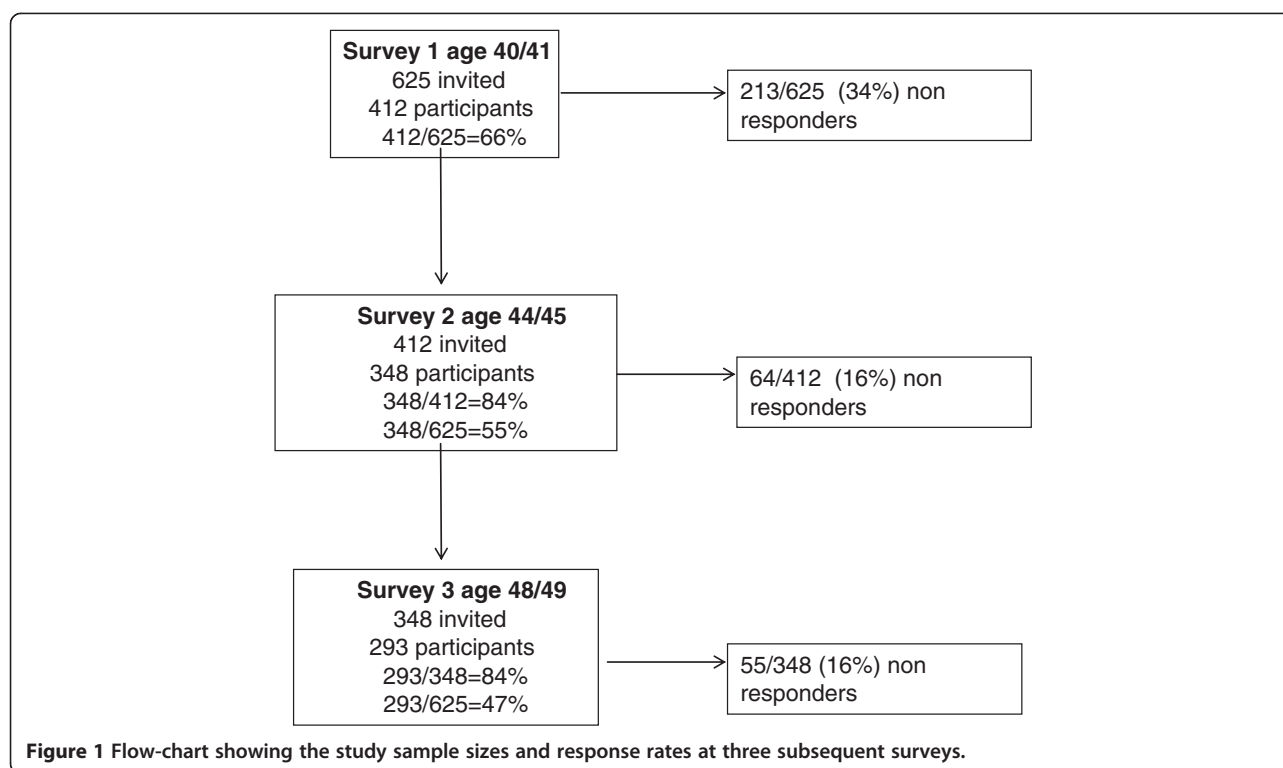 Survey 1 age 40/41
625 invited
412 participants
412/625=66%
213/625 (34%) non
responders
Survey 2 age 44/45
412 invited
348 participants
348/412=84%
348/625=55%
64/412 (16%) non
responders
Survey 3 age 48/49
348 invited
293 participants
293/348=84%
293/625=47%
55/348 (16%) non
responders
Figure 1 Flow-chart showing the study sample sizes and response rates at three subsequent surveys.